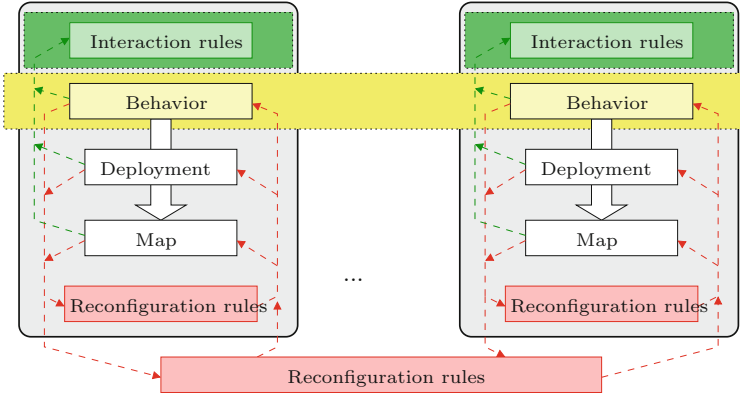 Interaction rules
Behavior
Deployment
Map
Reconfiguration rules
...
Interaction rules
Behavior
Deployment
Map
Reconfiguration rules
Reconfiguration rules